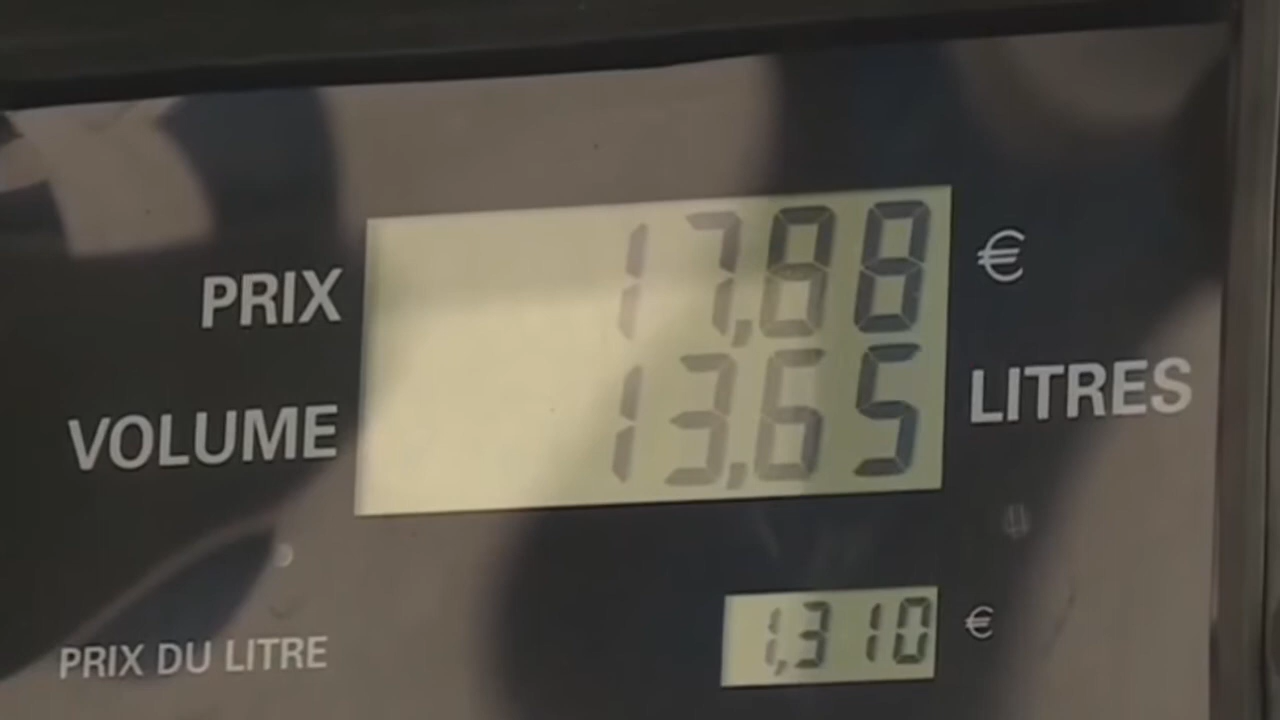 PRIX 17,88 €
VOLUME 13,65 LITRES
PRIX DU LITRE 1,310 €